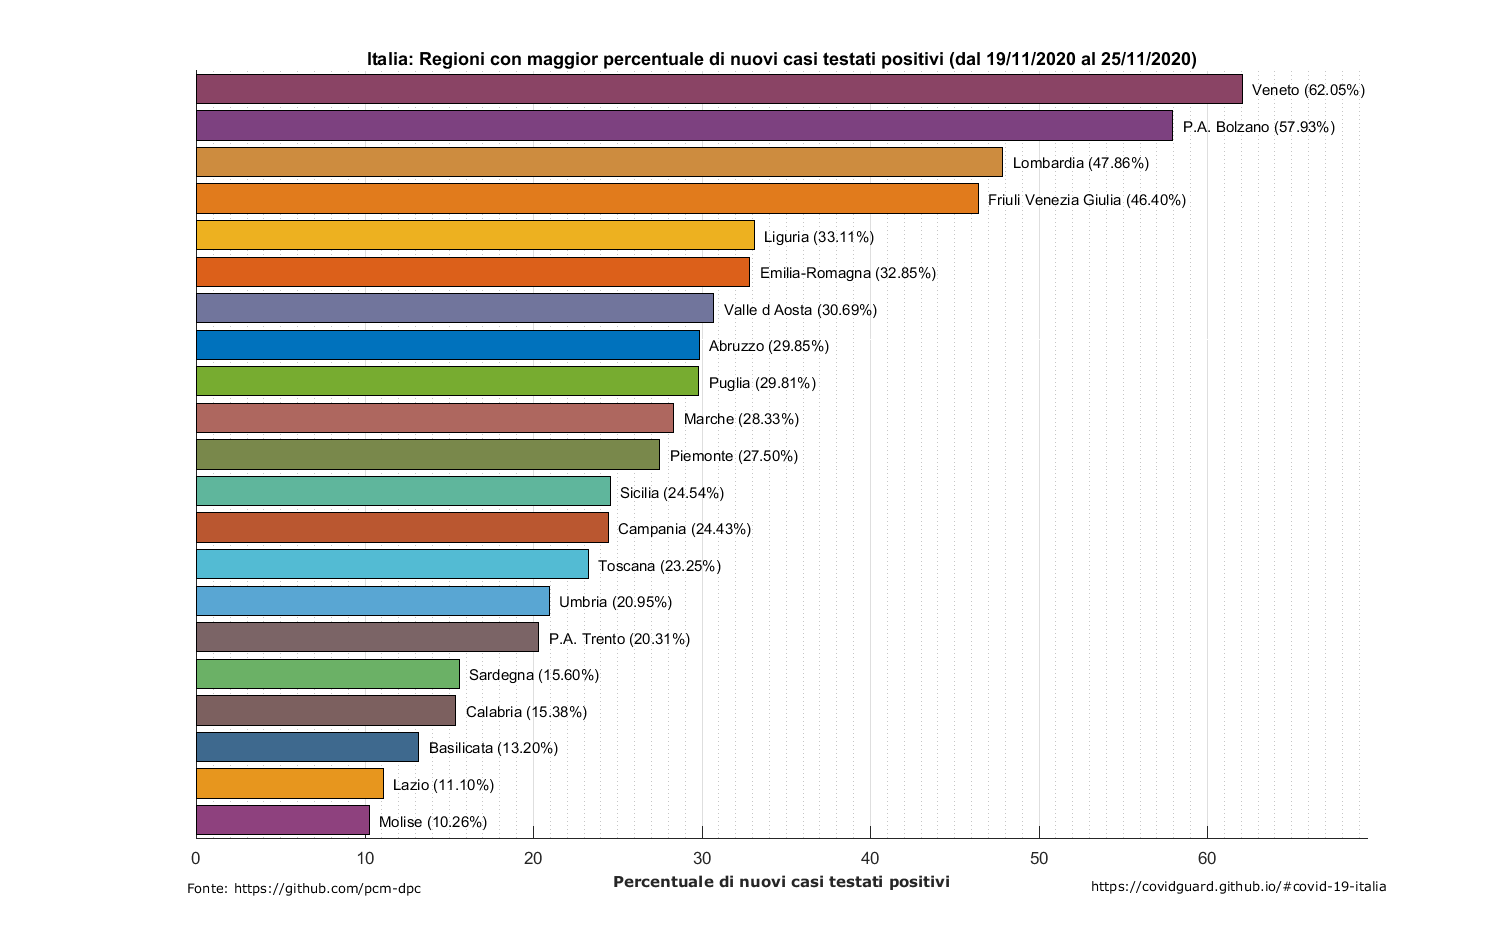 Italia: Regioni con maggior percentuale di nuovi casi testati positivi (dal 19/11/2020 al 25/11/2020)
Veneto (62.05%)
P.A. Bolzano (57.93%)
Lombardia (47.86%)
Friuli Venezia Giulia (46.40%)
Liguria (33.11%)
Emilia-Romagna (32.85%)
Valle d Aosta (30.69%)
Abruzzo (29.85%)
Puglia (29.81%)
Marche (28.33%)
Piemonte (27.50%)
Sicilia (24.54%)
Campania (24.43%)
Toscana (23.25%)
Umbria (20.95%)
P.A. Trento (20.31%)
Sardegna (15.60%)
Calabria (15.38%)
Basilicata (13.20%)
Lazio (11.10%)
Molise (10.26%)
0 10 20 30 40 50 60
Percentuale di nuovi casi testati positivi
Fonte: https://github.com/pcm-dpc
https://covidguard.github.io/#covid-19-italia